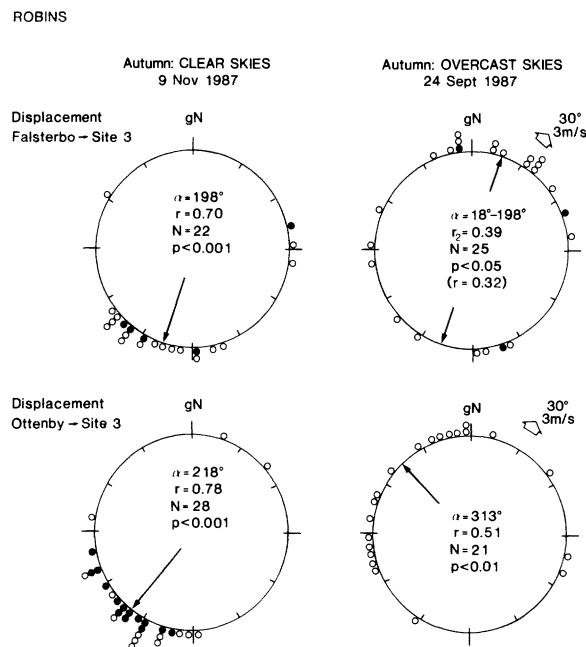 ROBINS
Autumn: CLEAR SKIES
9 Nov 1987
Autumn: OVERCAST SKIES
24 Sept 1987
Displacement
Falsterbo → Site 3
gN
α=198°
r=0.70
N=22
p<0.001
gN
30°
3m/s
α=18°–198°
r₂=0.39
N=25
p<0.05
(r=0.32)
Displacement
Ottenby → Site 3
gN
α=218°
r=0.78
N=28
p<0.001
gN
30°
3m/s
α=313°
r=0.51
N=21
p<0.01